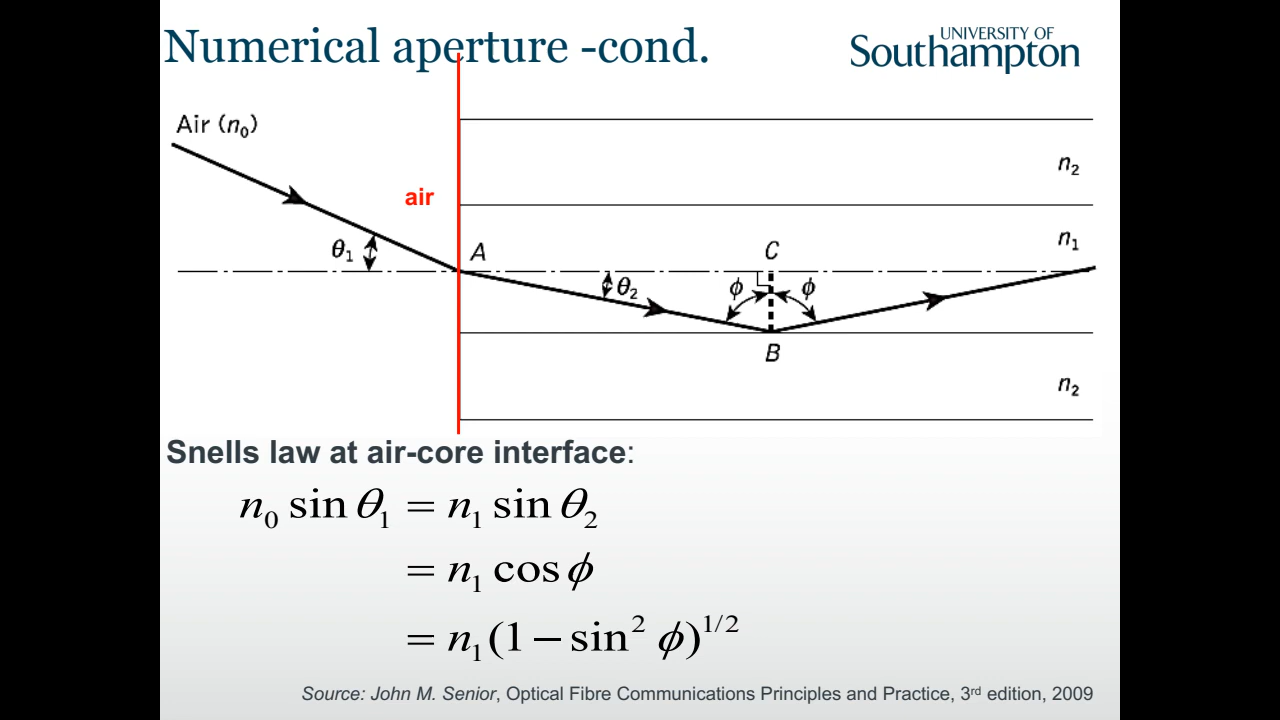 Numerical aperture -cond.
UNIVERSITY OF
Southampton
Air (n₀)
n₂
air
n₁
θ₁
A
C
θ₂
ϕ
ϕ
B
n₂
Snells law at air-core interface:
n₀ sin θ₁ = n₁ sin θ₂
= n₁ cos ϕ
= n₁(1 − sin² ϕ)^{1/2}
Source: John M. Senior, Optical Fibre Communications Principles and Practice, 3rd edition, 2009